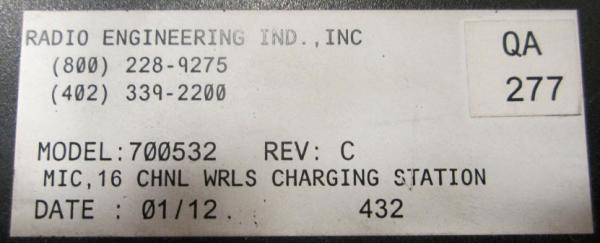 RADIO ENGINEERING IND.,INC
(800) 228-9275
(402) 339-2200
QA
277
MODEL:700532 REV: C
MIC,16 CHNL WRLS CHARGING STATION
DATE : 01/12. 432